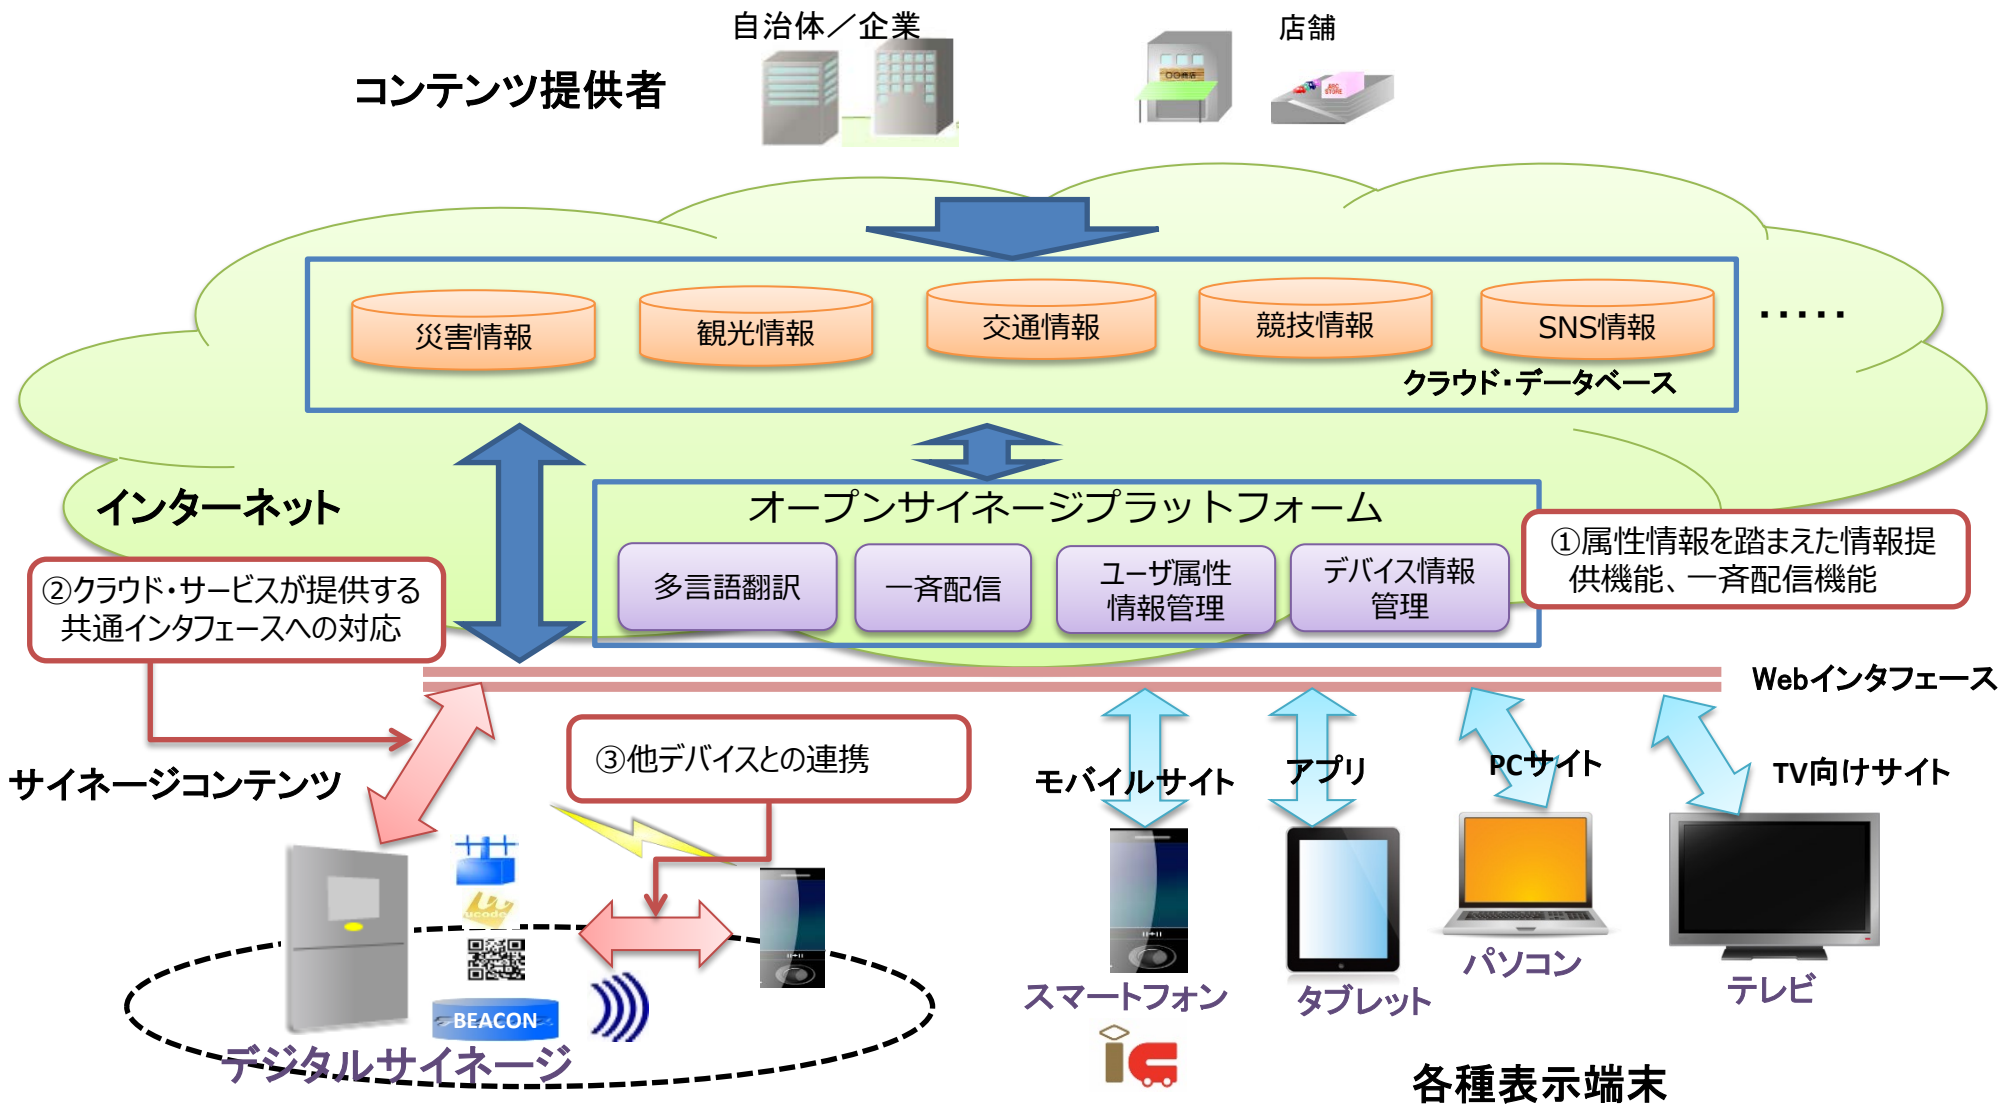 自治体／企業
店舗
コンテンツ提供者
〇〇商店
ABC
STORE
災害情報
観光情報
交通情報
競技情報
SNS情報
・・・・・
クラウド・データベース
インターネット
オープンサイネージプラットフォーム
多言語翻訳
一斉配信
ユーザ属性
情報管理
デバイス情報
管理
①属性情報を踏まえた情報提
供機能、一斉配信機能
②クラウド・サービスが提供する
共通インタフェースへの対応
Webインタフェース
③他デバイスとの連携
サイネージコンテンツ
モバイルサイト
アプリ
PCサイト
TV向けサイト
ucode
BEACON
デジタルサイネージ
スマートフォン
タブレット
パソコン
テレビ
各種表示端末